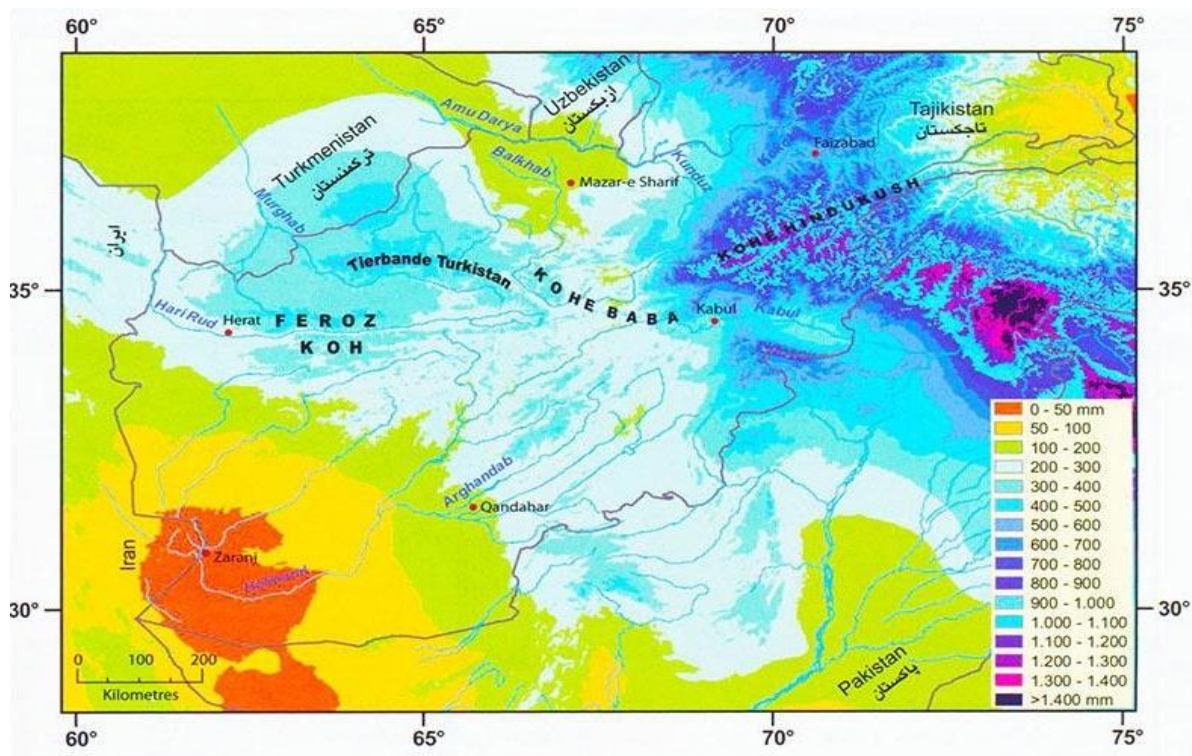 60°
65°
70°
75°
Uzbekistan
ازبکستان
Tajikistan
تاجکستان
Amu Darya
Turkmenistan
ترکمنستان
Balkhab
Kunduz
Faizabad
Mazar-e Sharif
Murghab
KOHE HINDUKUSH
ایران
Tierbande Turkistan
KOHE BABA
35°
35°
Hari Rud
Herat
FEROZ
KOH
Kabul
Kabul
Arghandab
Qandahar
Iran
Zaranj
Helmand
30°
30°
0 100 200
Kilometres
Pakistan
پاکستان
0 - 50 mm
50 - 100
100 - 200
200 - 300
300 - 400
400 - 500
500 - 600
600 - 700
700 - 800
800 - 900
900 - 1.000
1.000 - 1.100
1.100 - 1.200
1.200 - 1.300
1.300 - 1.400
>1.400 mm
60°
65°
70°
75°